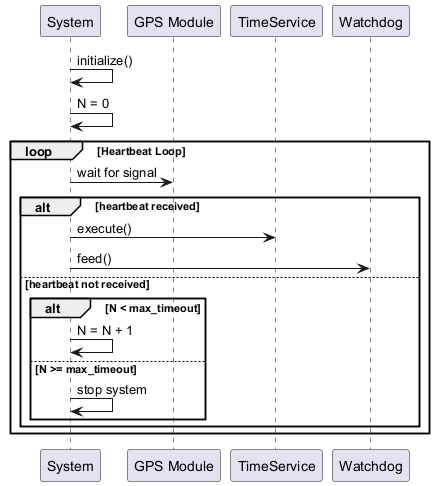 System GPS Module TimeService Watchdog
initialize()
N = 0
loop [Heartbeat Loop]
wait for signal
alt [heartbeat received]
execute()
feed()
[heartbeat not received]
alt [N < max_timeout]
N = N + 1
[N >= max_timeout]
stop system
System GPS Module TimeService Watchdog